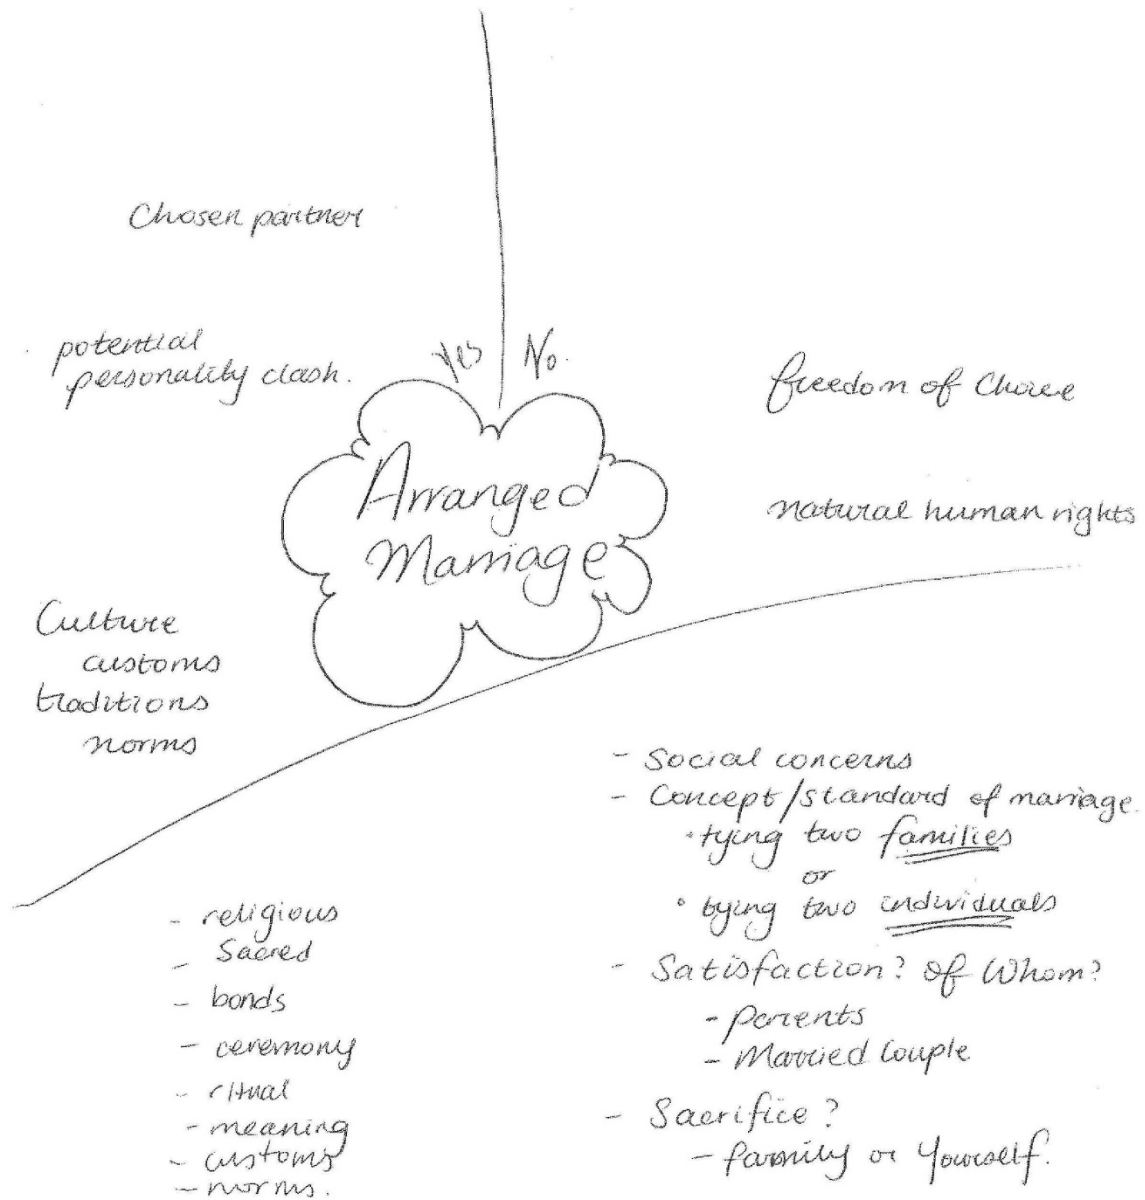 Chosen partner
potential
personality clash.
Yes
No.
freedom of Choice
Arranged
Marriage
natural human rights
Culture
customs
traditions
norms
- Social concerns
- Concept/standard of marriage.
• tying two families
or
• tying two individuals
- Satisfaction? of Whom?
- parents
- Married Couple
- Sacrifice?
- family or Yourself.
- religious
- Sacred
- bonds
- ceremony
- ritual
- meaning
- customs
- norms.